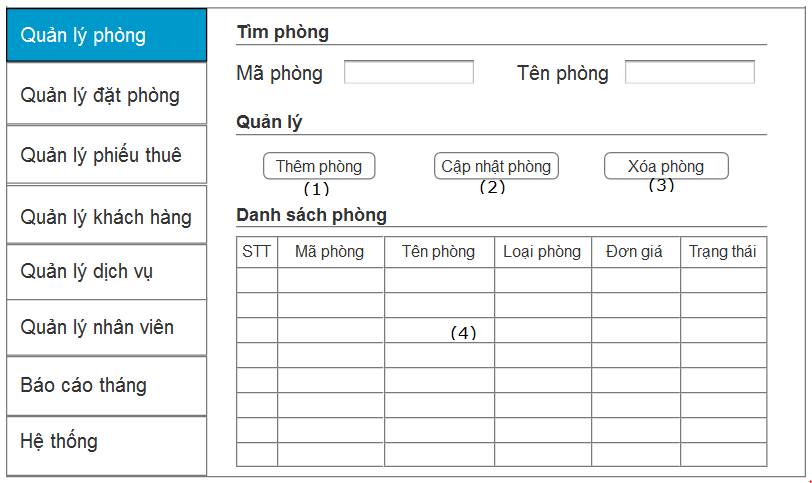 Quản lý phòng
Quản lý đặt phòng
Quản lý phiếu thuê
Quản lý khách hàng
Quản lý dịch vụ
Quản lý nhân viên
Báo cáo tháng
Hệ thống
Tìm phòng
Mã phòng Tên phòng
Quản lý
Thêm phòng Cập nhật phòng Xóa phòng
(1) (2) (3)
Danh sách phòng
STT Mã phòng Tên phòng Loại phòng Đơn giá Trạng thái
(4)